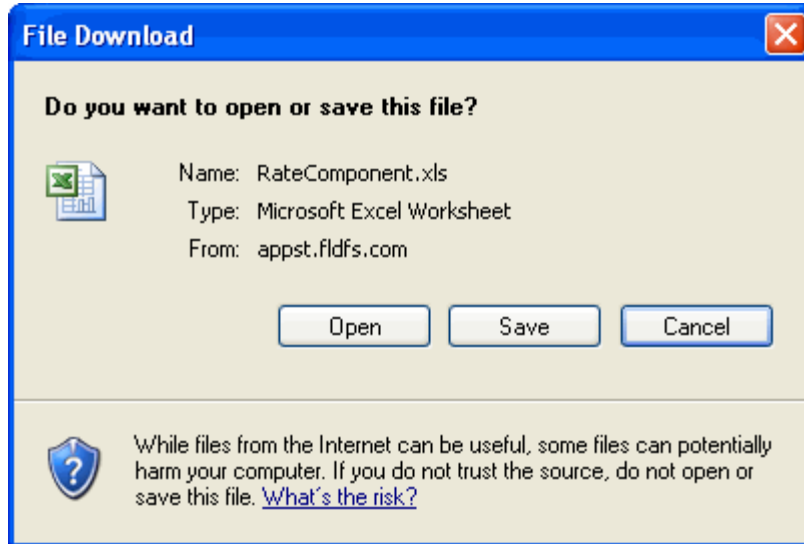 File Download
Do you want to open or save this file?
Name: RateComponent.xls
Type: Microsoft Excel Worksheet
From: appst.fldfs.com
Open Save Cancel
While files from the Internet can be useful, some files can potentially
harm your computer. If you do not trust the source, do not open or
save this file. What's the risk?